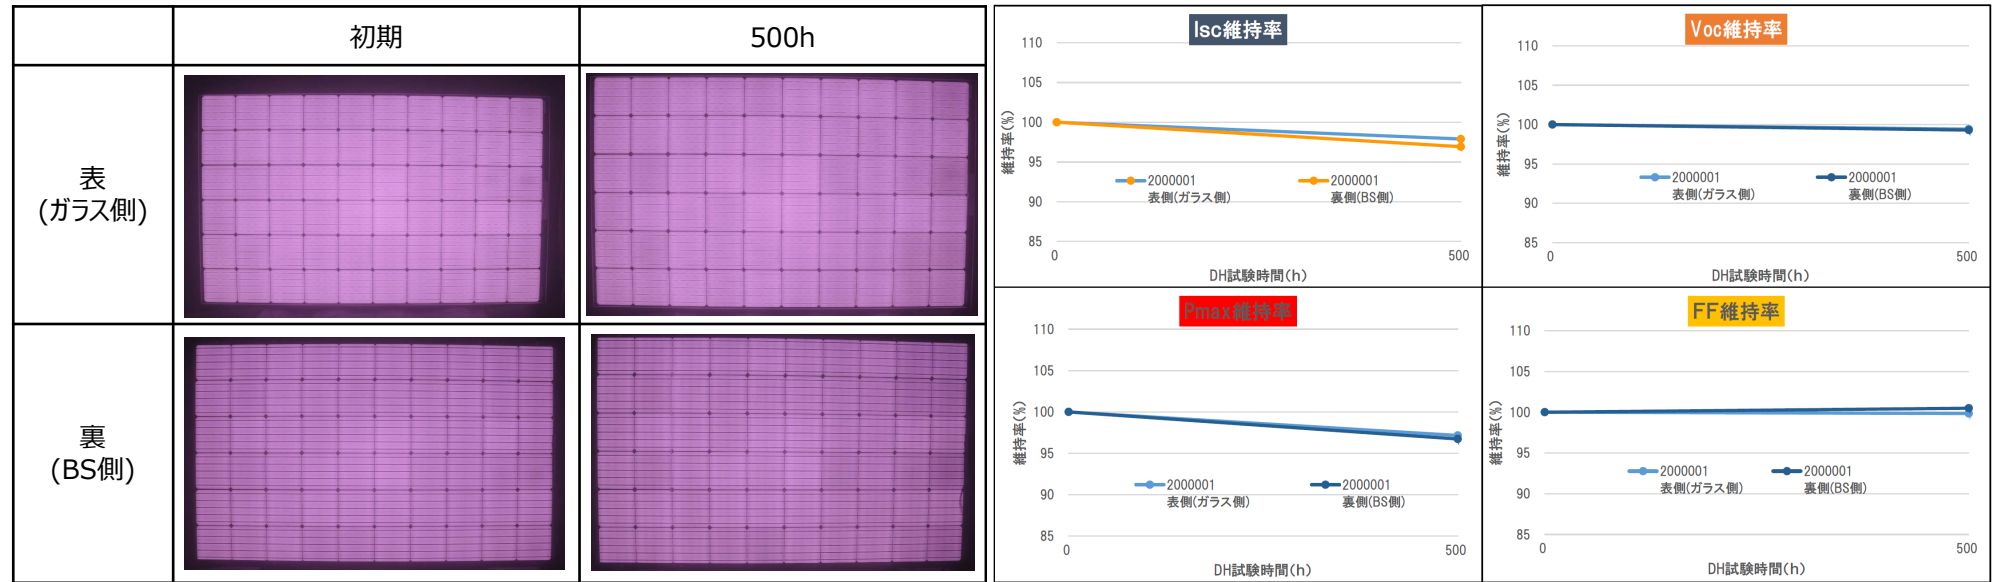 初期
500h
表
(ガラス側)
裏
(BS側)
Isc維持率
110
105
100
95
90
85
維持率(%)
2000001
表側(ガラス側)
2000001
裏側(BS側)
0
500
DH試験時間(h)
Voc維持率
110
105
100
95
90
85
維持率(%)
2000001
表側(ガラス側)
2000001
裏側(BS側)
0
500
DH試験時間(h)
Pmax維持率
110
105
100
95
90
85
維持率(%)
2000001
表側(ガラス側)
2000001
裏側(BS側)
0
500
DH試験時間(h)
FF維持率
110
105
100
95
90
85
維持率(%)
2000001
表側(ガラス側)
2000001
裏側(BS側)
0
500
DH試験時間(h)